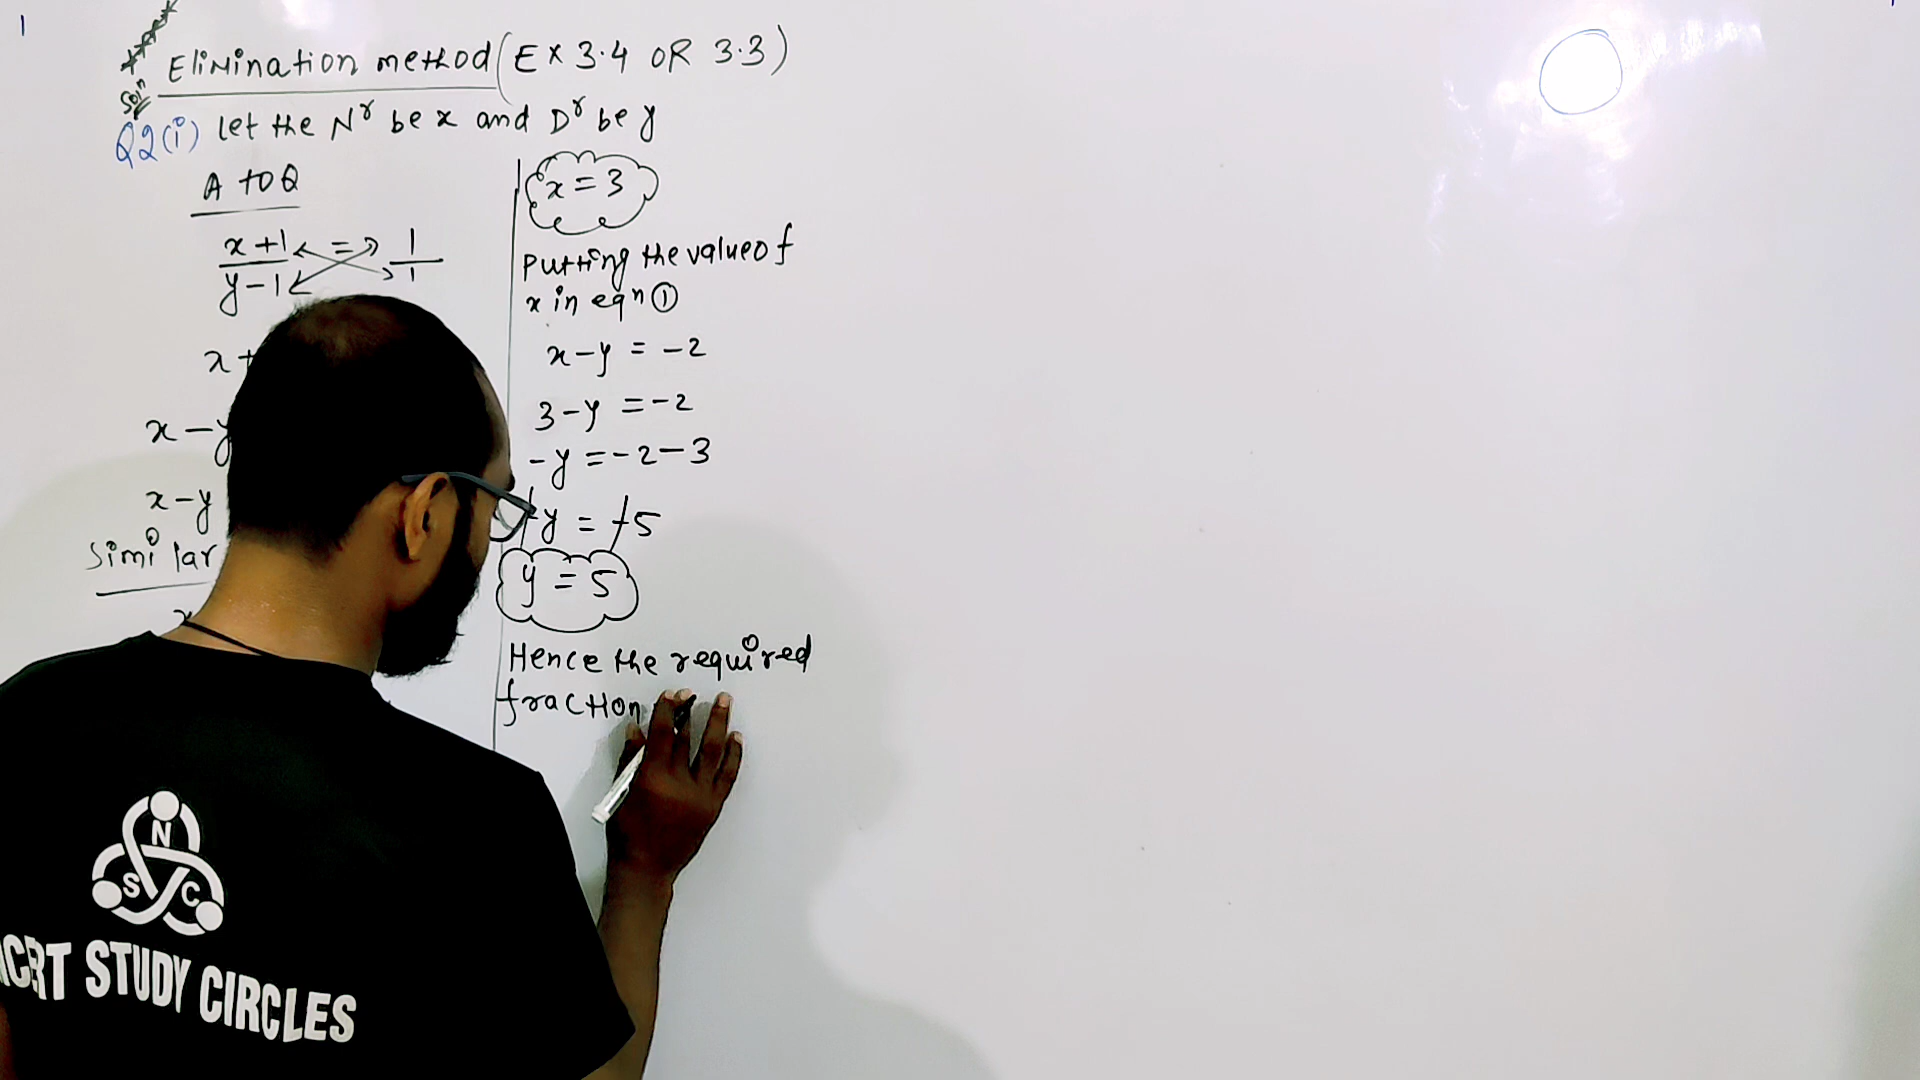 Elimination method (EX 3.4 OR 3.3)
Soln
Q2(i) Let the Nr be x and Dr be y
A to Q
x+1 = 1
y-1 1
x+
x-y
x-y
Similar
x = 3
Putting the value of
x in eqn ①
x-y = -2
3-y = -2
-y = -2-3
-y = -5
y = 5
Hence the required
fraction
N
S C
NCERT STUDY CIRCLES